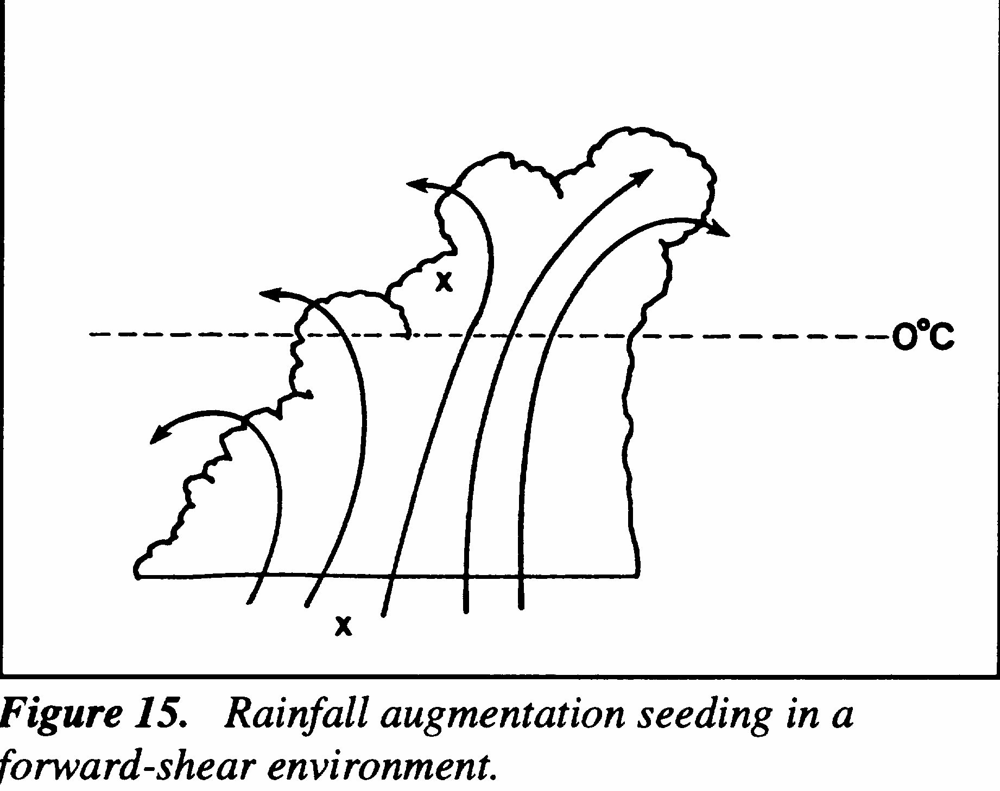 x
0°C
x
Figure 15. Rainfall augmentation seeding in a
forward-shear environment.